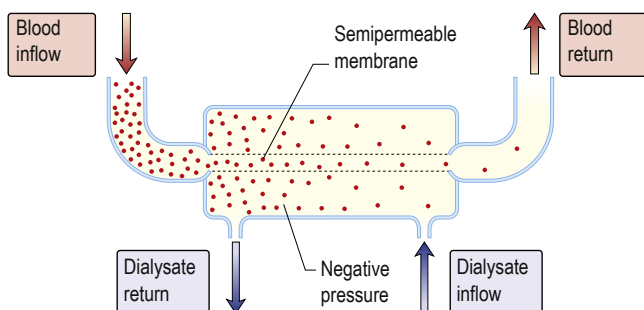 Blood
inflow
Semipermeable
membrane
Blood
return
Dialysate
return
Negative
pressure
Dialysate
inflow